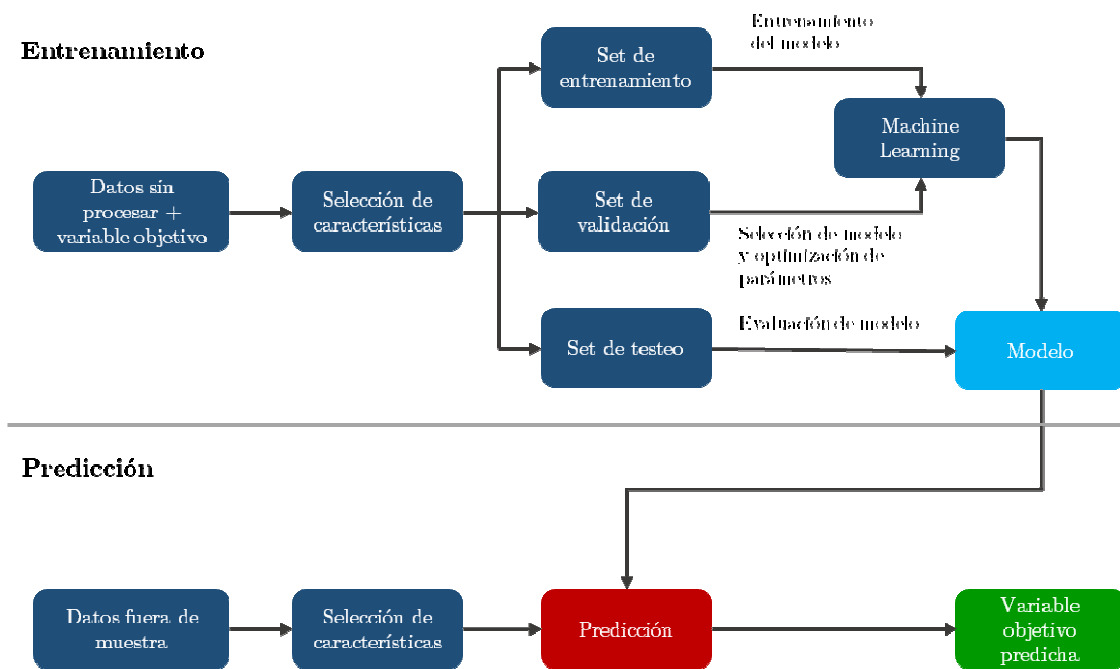 Entrenamiento
Datos sin
procesar +
variable objetivo
Selección de
características
Set de
entrenamiento
Entrenamiento
del modelo
Machine
Learning
Set de
validación
Selección de modelo
y optimización de
parámetros
Set de testeo
Evaluación de modelo
Modelo
Predicción
Datos fuera de
muestra
Selección de
características
Predicción
Variable
objetivo
predicha